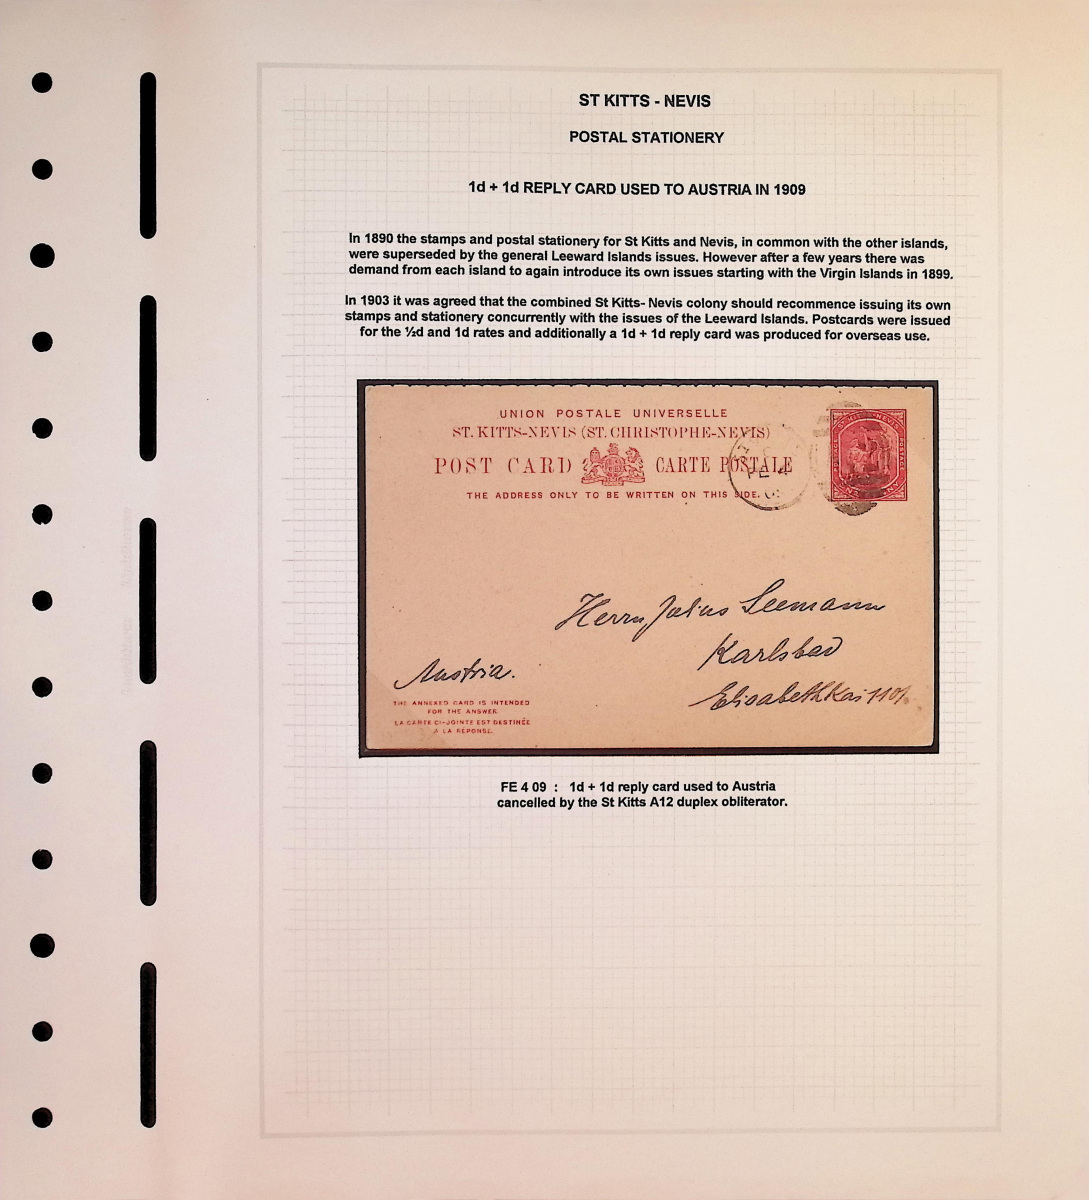 ST KITTS - NEVIS
POSTAL STATIONERY
1d + 1d REPLY CARD USED TO AUSTRIA IN 1909
In 1890 the stamps and postal stationery for St Kitts and Nevis, in common with the other islands,
were superseded by the general Leeward Islands issues. However after a few years there was
demand from each island to again introduce its own issues starting with the Virgin Islands in 1899.
In 1903 it was agreed that the combined St Kitts- Nevis colony should recommence issuing its own
stamps and stationery concurrently with the issues of the Leeward Islands. Postcards were issued
for the ½d and 1d rates and additionally a 1d + 1d reply card was produced for overseas use.
UNION POSTALE UNIVERSELLE
ST. KITTS-NEVIS (ST. CHRISTOPHE-NEVIS)
POST CARD CARTE POSTALE
THE ADDRESS ONLY TO BE WRITTEN ON THIS SIDE.
ST KITTS-NEVIS
POSTAGE
POSTAGE
FE 4
Herrn Julius Seemann
Karlsbad
Elisabethkai
Austria.
THE ANNEXED CARD IS INTENDED
FOR THE ANSWER.
LA CARTE CI-JOINTE EST DESTINÉE
A LA RÉPONSE.
FE 4 09 : 1d + 1d reply card used to Austria
cancelled by the St Kitts A12 duplex obliterator.